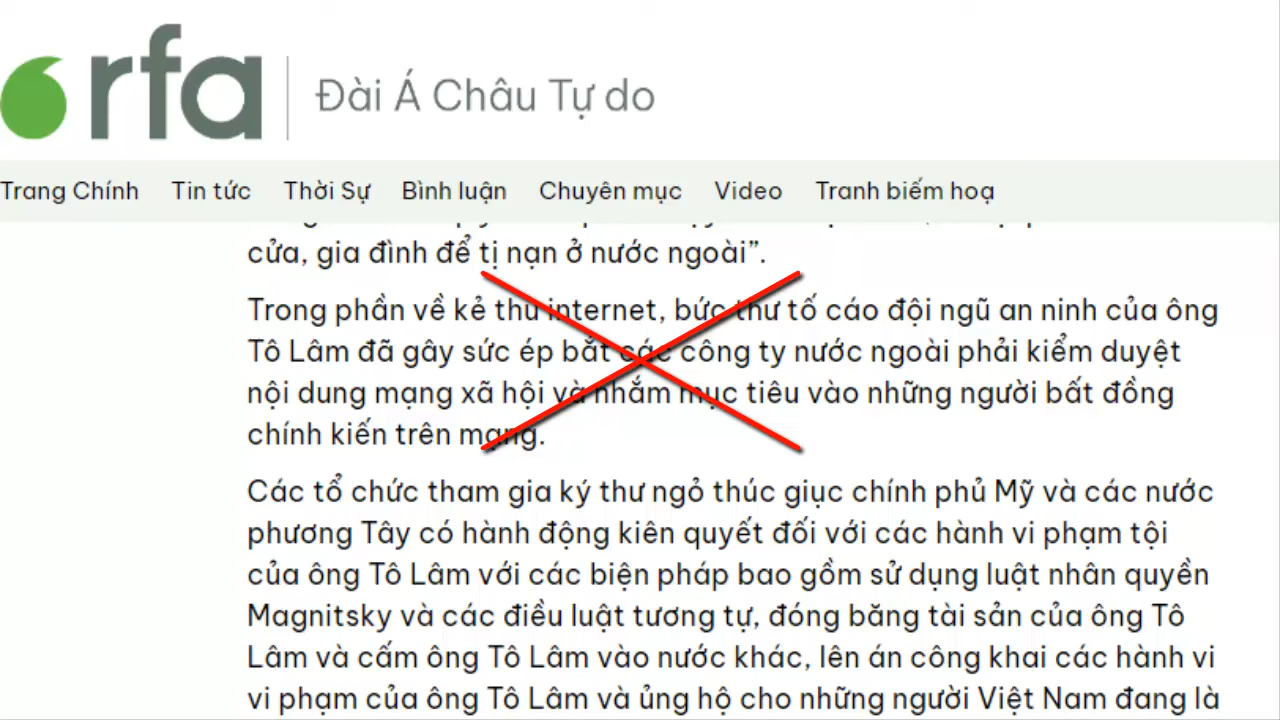 rfa Đài Á Châu Tự do
Trang Chính Tin tức Thời Sự Bình luận Chuyên mục Video Tranh biếm hoạ
cửa, gia đình để tị nạn ở nước ngoài”.
Trong phần về kẻ thù internet, bức thư tố cáo đội ngũ an ninh của ông
Tô Lâm đã gây sức ép bắt các công ty nước ngoài phải kiểm duyệt
nội dung mạng xã hội và nhắm mục tiêu vào những người bất đồng
chính kiến trên mạng.
Các tổ chức tham gia ký thư ngỏ thúc giục chính phủ Mỹ và các nước
phương Tây có hành động kiên quyết đối với các hành vi phạm tội
của ông Tô Lâm với các biện pháp bao gồm sử dụng luật nhân quyền
Magnitsky và các điều luật tương tự, đóng băng tài sản của ông Tô
Lâm và cấm ông Tô Lâm vào nước khác, lên án công khai các hành vi
vi phạm của ông Tô Lâm và ủng hộ cho những người Việt Nam đang là